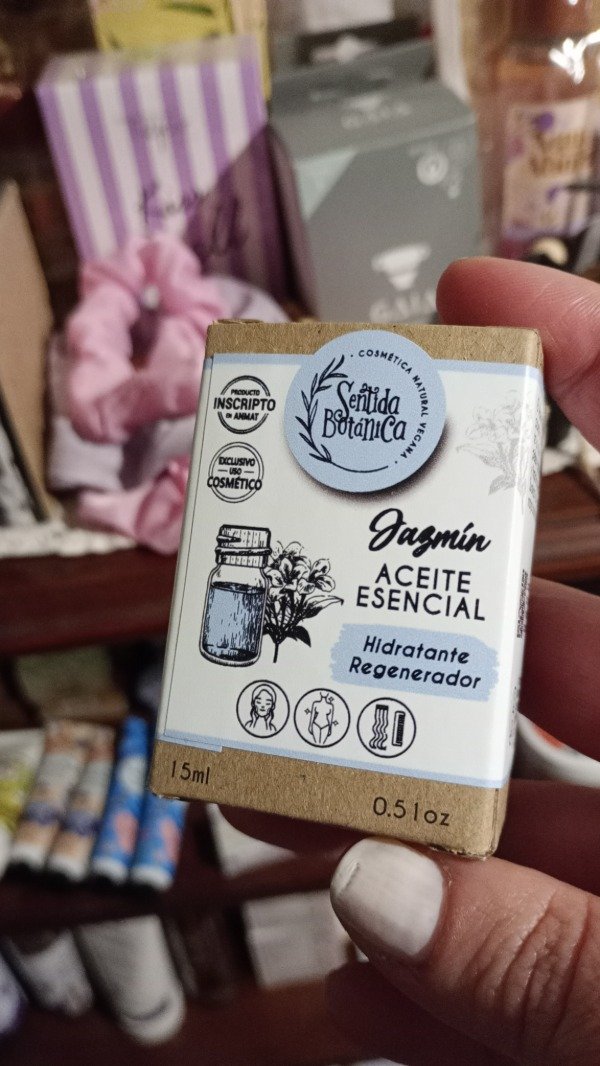 GAIA
PRODUCTO
INSCRIPTO
EN ANMAT
EXCLUSIVO
USO
COSMÉTICO
· COSMÉTICA NATURAL VEGANA ·
Sentida
Botánica
Jazmín
ACEITE
ESENCIAL
Hidratante
Regenerador
15ml
0.51oz